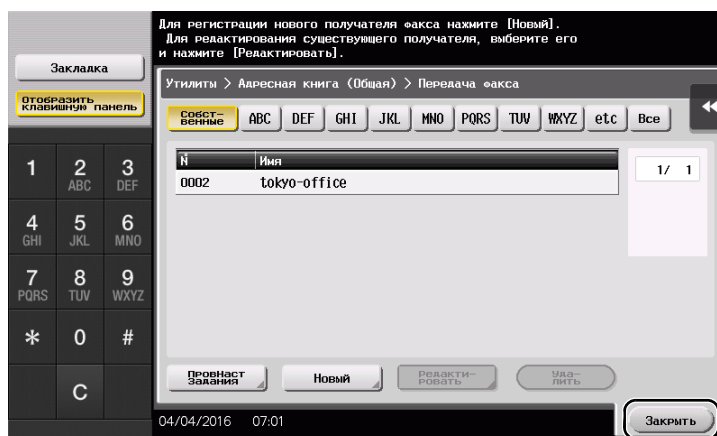 Для регистрации нового получателя факса нажмите [Новый].
Для редактирования существующего получателя, выберите его
и нажмите [Редактировать].
Закладка
Отобразить
клавишную панель
Утилиты > Адресная книга (Общая) > Передача факса
Собст-
венные
ABC
DEF
GHI
JKL
MNO
PQRS
TUV
WXYZ
etc
Все
N
Имя
0002
tokyo-office
1/ 1
1
2
ABC
3
DEF
4
GHI
5
JKL
6
MNO
7
PQRS
8
TUV
9
WXYZ
*
0
#
C
ПровНаст
Задания
Новый
Редакти-
ровать
Уда-
лить
04/04/2016 07:01
Закрыть